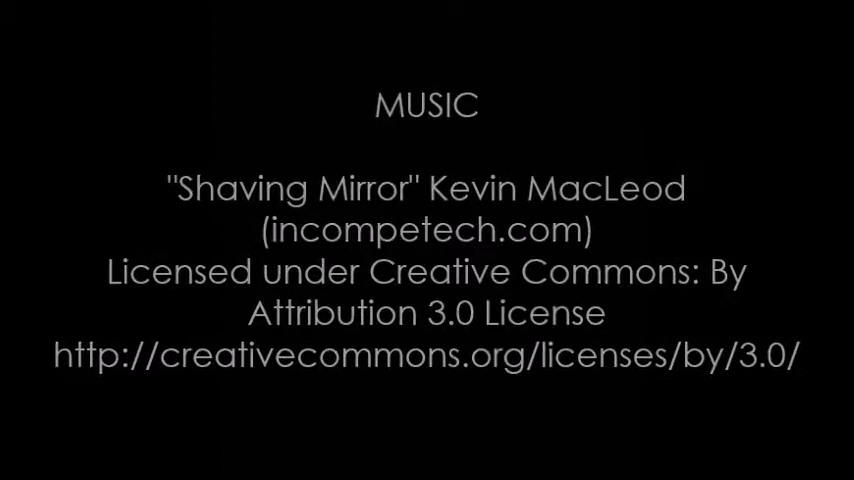 MUSIC
"Shaving Mirror" Kevin MacLeod
(incompetech.com)
Licensed under Creative Commons: By
Attribution 3.0 License
http://creativecommons.org/licenses/by/3.0/